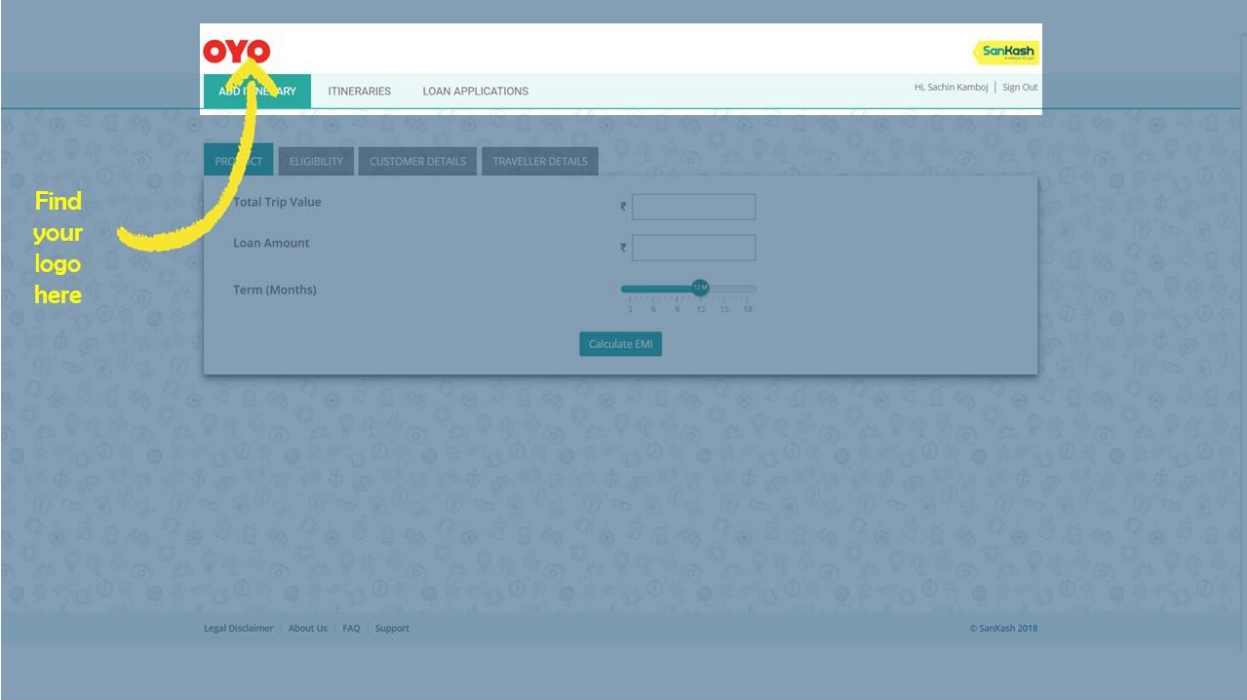 OYO
SanKash
ADD ITINERARY ITINERARIES LOAN APPLICATIONS
Hi, Sachin Kamboj | Sign Out
PRODUCT ELIGIBILITY CUSTOMER DETAILS TRAVELLER DETAILS
Find
your
logo
here
Total Trip Value ₹
Loan Amount ₹
Term (Months)
12 M
3 6 9 12 15 18
Calculate EMI
Legal Disclaimer | About Us | FAQ | Support
© SanKash 2018